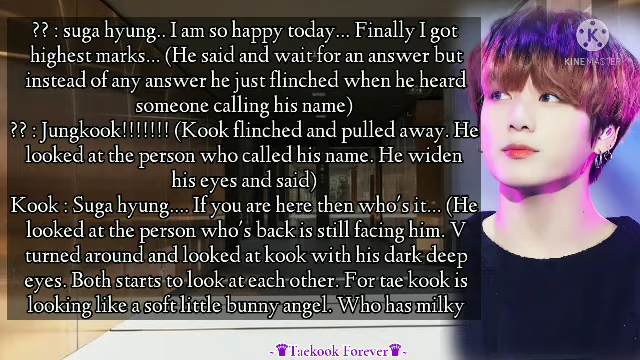 ?? : suga hyung.. I am so happy today... Finally I got
highest marks... (He said and wait for an answer but
instead of any answer he just flinched when he heard
someone calling his name)
?? : Jungkook!!!!!!! (Kook flinched and pulled away. He
looked at the person who called his name. He widen
his eyes and said)
Kook : Suga hyung.... If you are here then who's it... (He
looked at the person who's back is still facing him. V
turned around and looked at kook with his dark deep
eyes. Both starts to look at each other. For tae kook is
looking like a soft little bunny angel. Who has milky
K
KINEMASTER
-♛Taekook Forever♛-